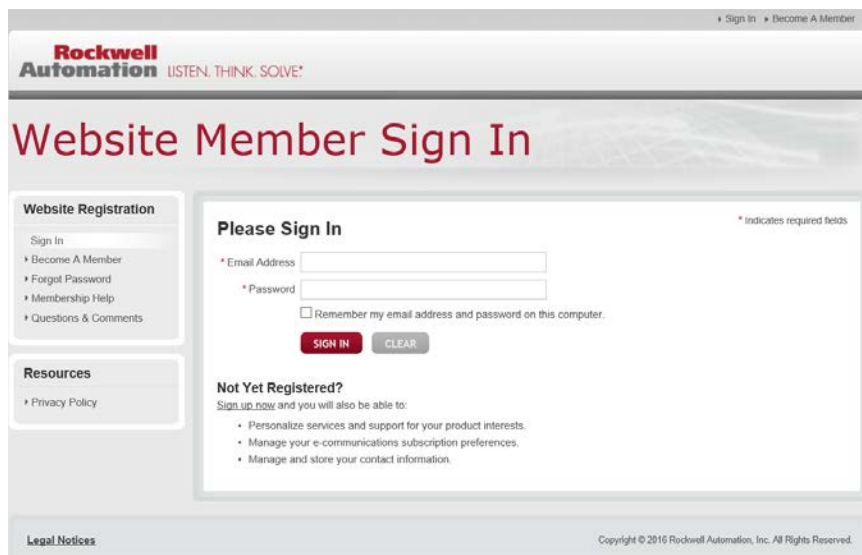 Sign In Become A Member
Rockwell
Automation LISTEN. THINK. SOLVE.®
Website Member Sign In
Website Registration
Sign In
Become A Member
Forgot Password
Membership Help
Questions & Comments
Resources
Privacy Policy
Please Sign In
* Indicates required fields
* Email Address
* Password
Remember my email address and password on this computer.
SIGN IN CLEAR
Not Yet Registered?
Sign up now and you will also be able to:
• Personalize services and support for your product interests.
• Manage your e-communications subscription preferences.
• Manage and store your contact information.
Legal Notices
Copyright © 2016 Rockwell Automation, Inc. All Rights Reserved.